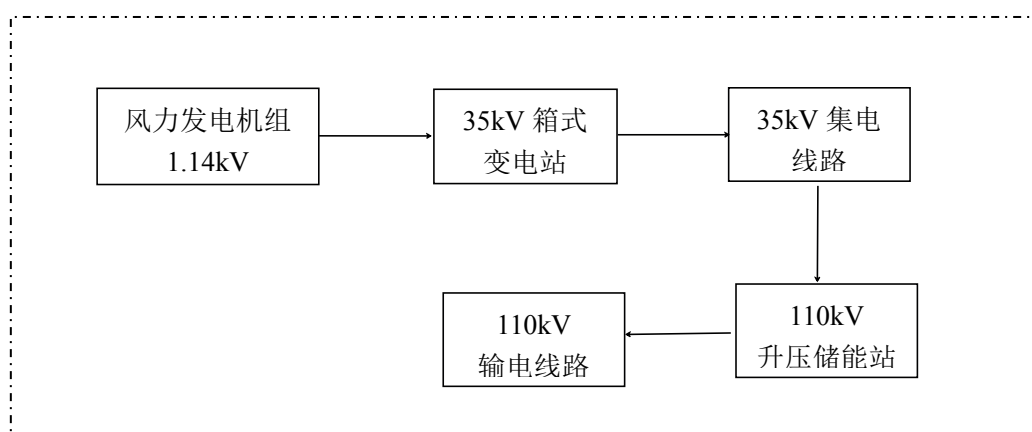 风力发电机组
1.14kV
35kV 箱式
变电站
35kV 集电
线路
110kV
升压储能站
110kV
输电线路